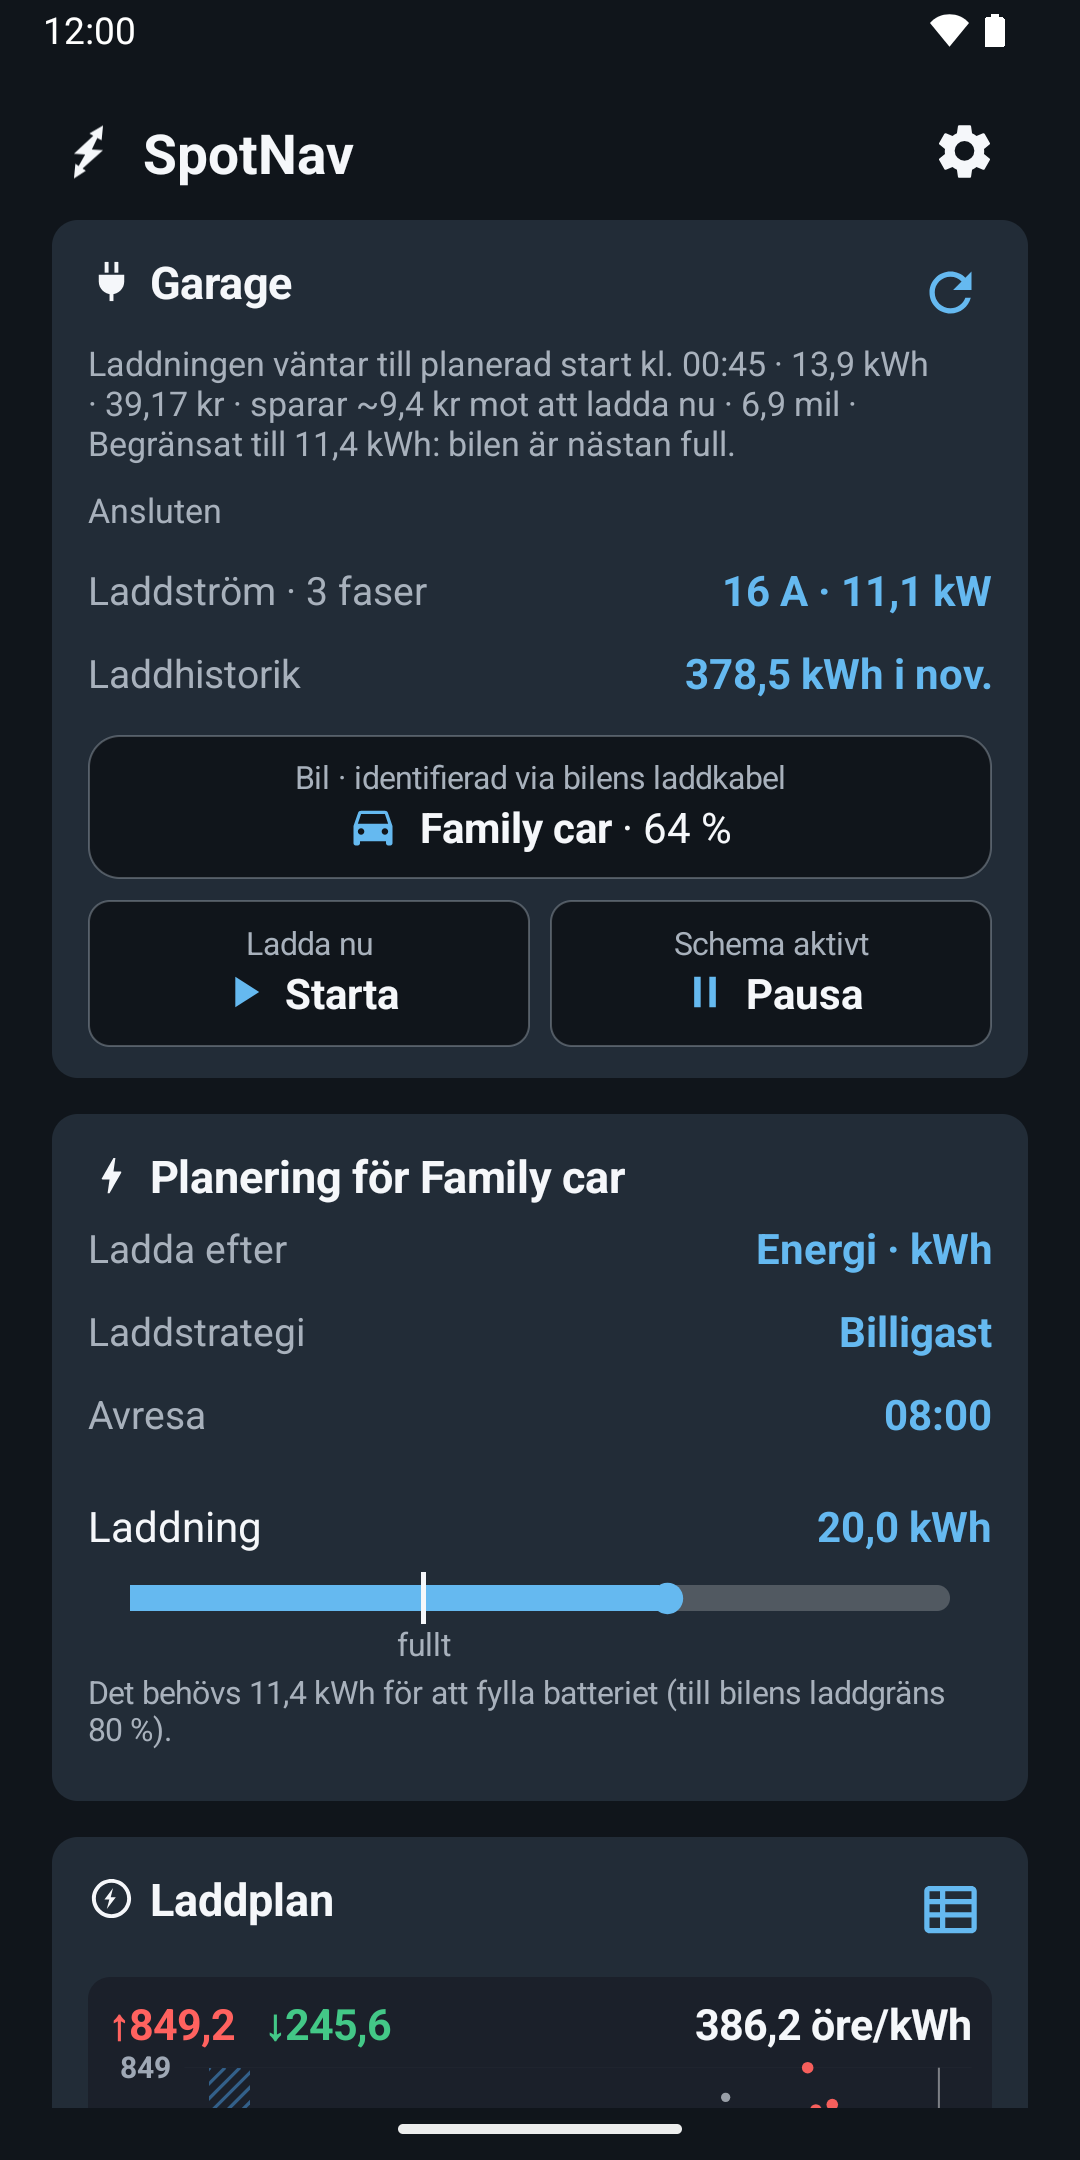 12:00
SpotNav
Garage
Laddningen väntar till planerad start kl. 00:45 · 13,9 kWh
· 39,17 kr · sparar ~9,4 kr mot att ladda nu · 6,9 mil ·
Begränsat till 11,4 kWh: bilen är nästan full.
Ansluten
Laddström · 3 faser 16 A · 11,1 kW
Laddhistorik 378,5 kWh i nov.
Bil · identifierad via bilens laddkabel
Family car · 64 %
Ladda nu
Starta
Schema aktivt
Pausa
Planering för Family car
Ladda efter Energi · kWh
Laddstrategi Billigast
Avresa 08:00
Laddning 20,0 kWh
fullt
Det behövs 11,4 kWh för att fylla batteriet (till bilens laddgräns
80 %).
Laddplan
↑849,2 ↓245,6 386,2 öre/kWh
849